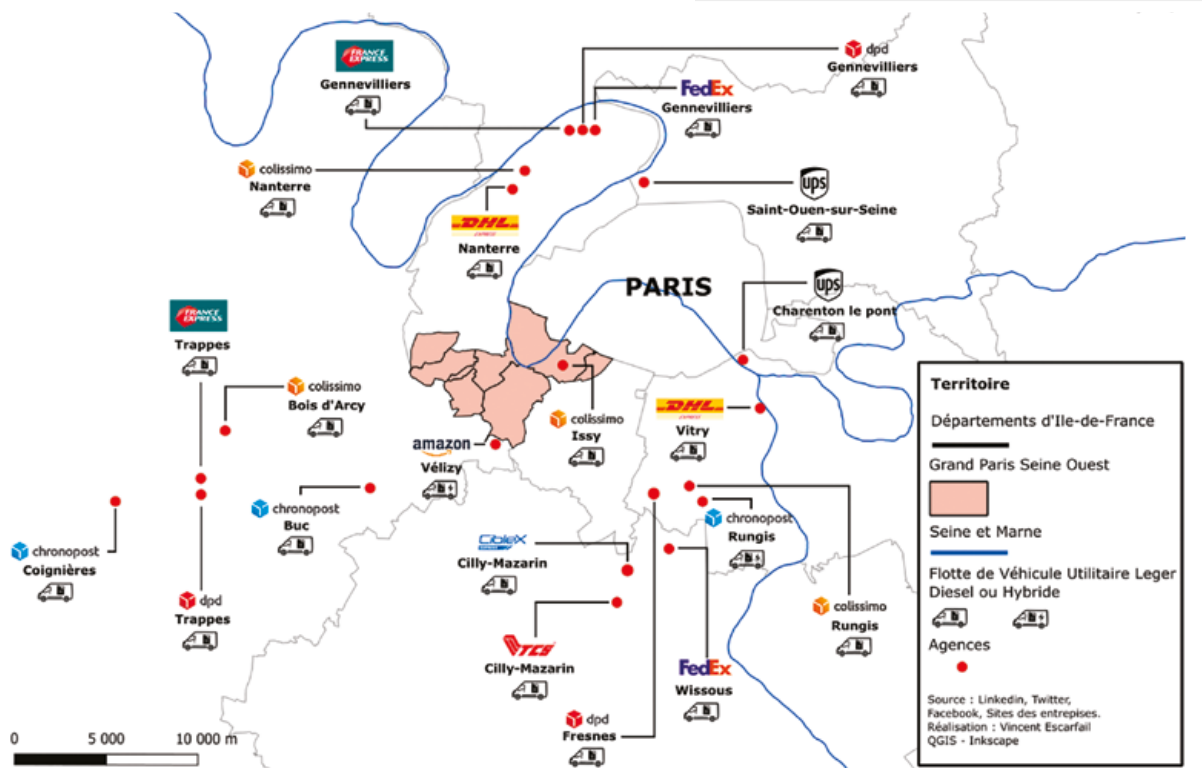 FRANCE
EXPRESS
Gennevilliers
dpd
Gennevilliers
FedEx
Gennevilliers
colissimo
Nanterre
DHL
EXPRESS
Nanterre
ups
Saint-Ouen-sur-Seine
PARIS
ups
Charenton le pont
FRANCE
EXPRESS
Trappes
colissimo
Bois d'Arcy
amazon
Vélizy
colissimo
Issy
DHL
EXPRESS
Vitry
chronopost
Buc
chronopost
Coignières
dpd
Trappes
CibleX
Cilly-Mazarin
TCS
Cilly-Mazarin
chronopost
Rungis
colissimo
Rungis
FedEx
Wissous
dpd
Fresnes
0 5 000 10 000 m
Territoire
Départements d'Ile-de-France
Grand Paris Seine Ouest
Seine et Marne
Flotte de Véhicule Utilitaire Leger
Diesel ou Hybride
Agences
Source : Linkedin, Twitter,
Facebook, Sites des entrepises.
Réalisation : Vincent Escarfail
QGIS - Inkscape